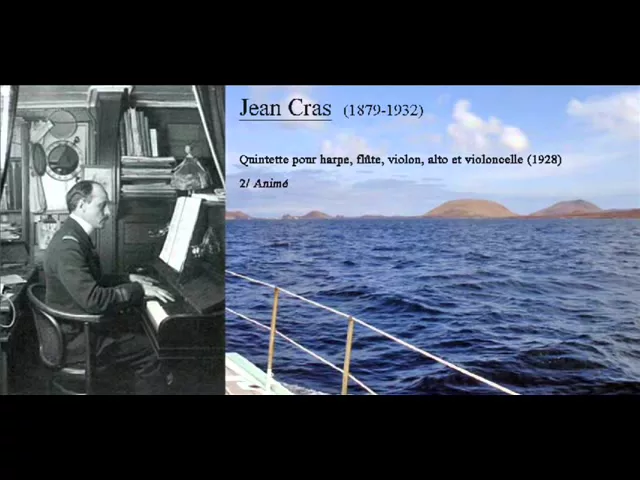 Jean Cras (1879-1932)
Quintette pour harpe, flûte, violon, alto et violoncelle (1928)
2/ Animé